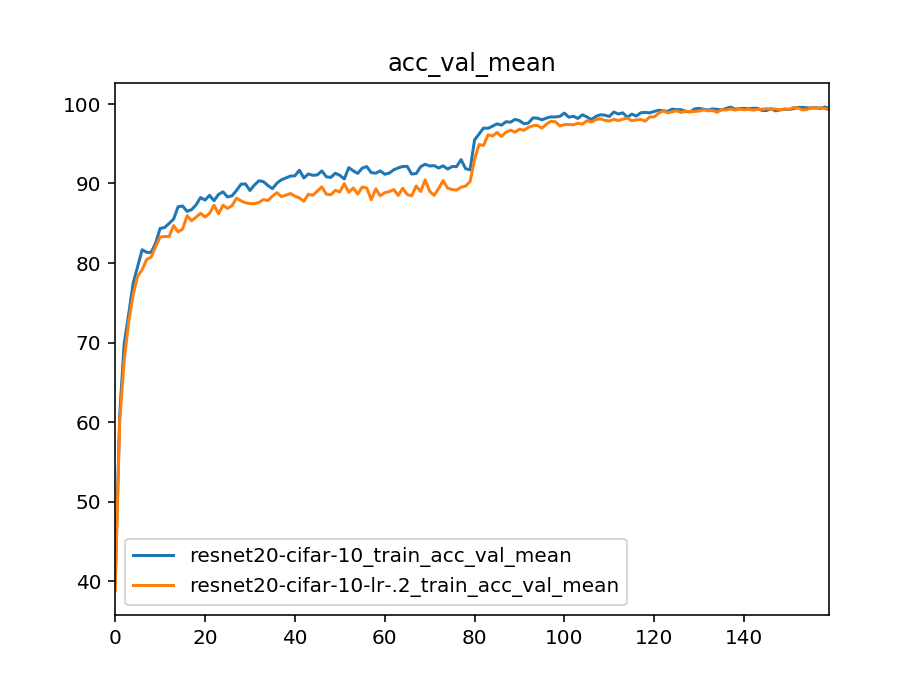 acc_val_mean
100
90
80
70
60
50
40
resnet20-cifar-10_train_acc_val_mean
resnet20-cifar-10-lr-.2_train_acc_val_mean
0 20 40 60 80 100 120 140